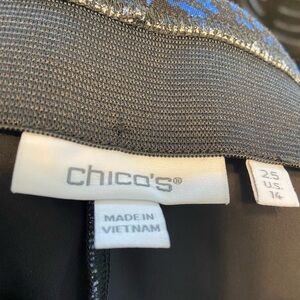 chico's®
MADE IN
VIETNAM
2.5
U.S.
14